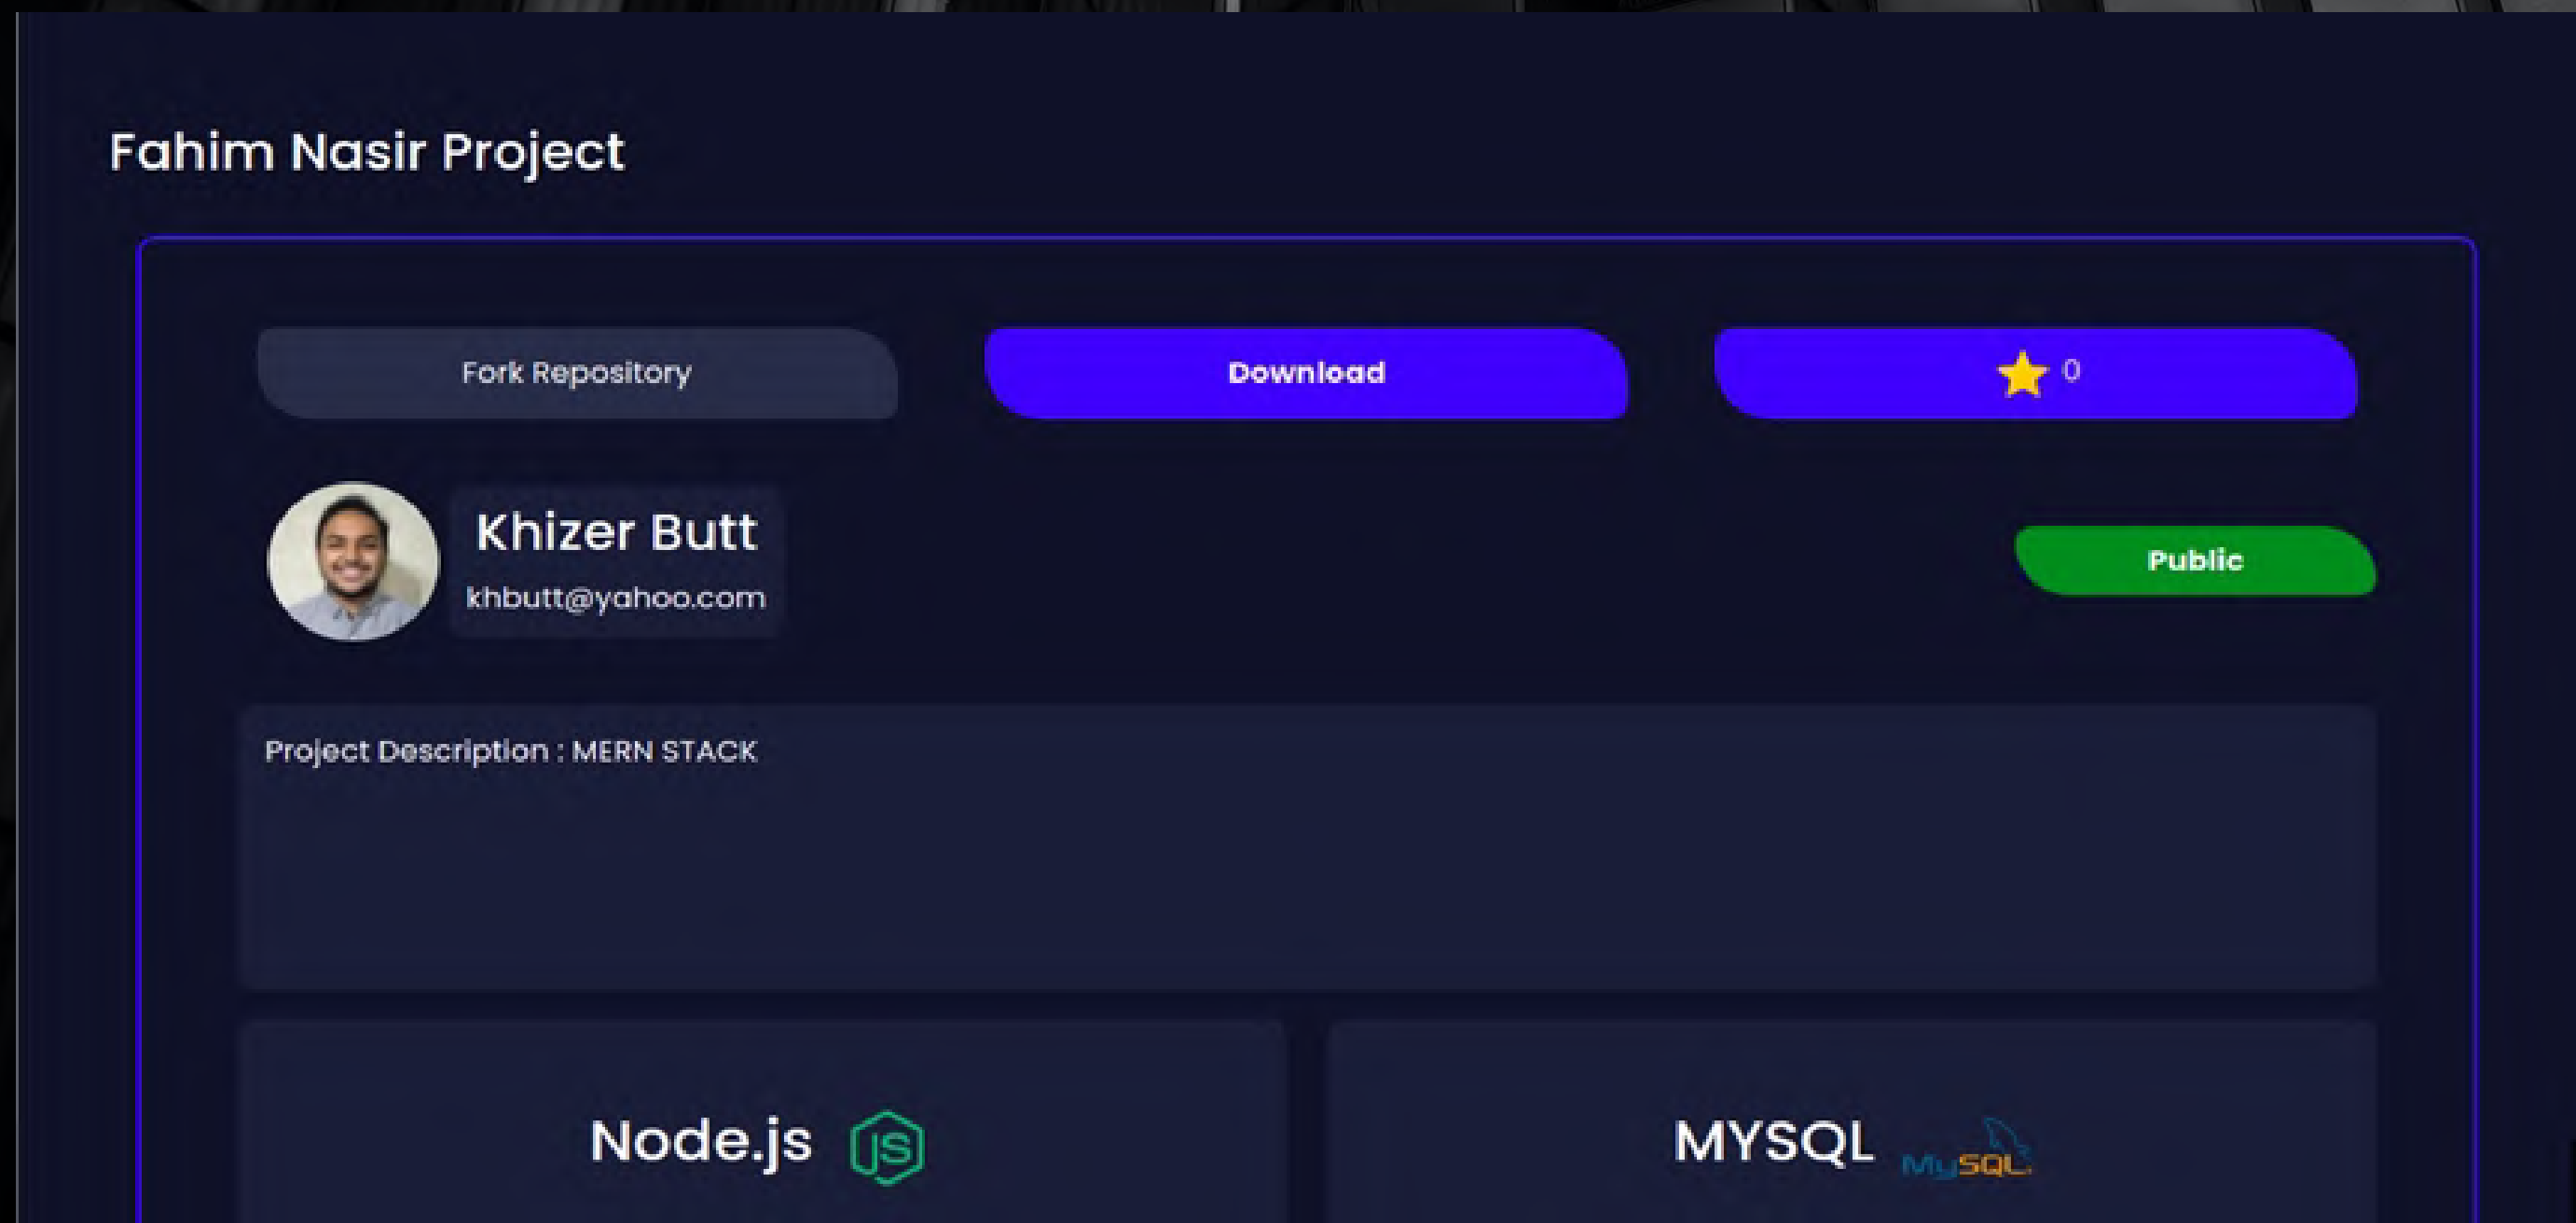 Fahim Nasir Project
Fork Repository
Download
0
Khizer Butt
khbutt@yahoo.com
Public
Project Description : MERN STACK
Node.js JS
MYSQL MySQL